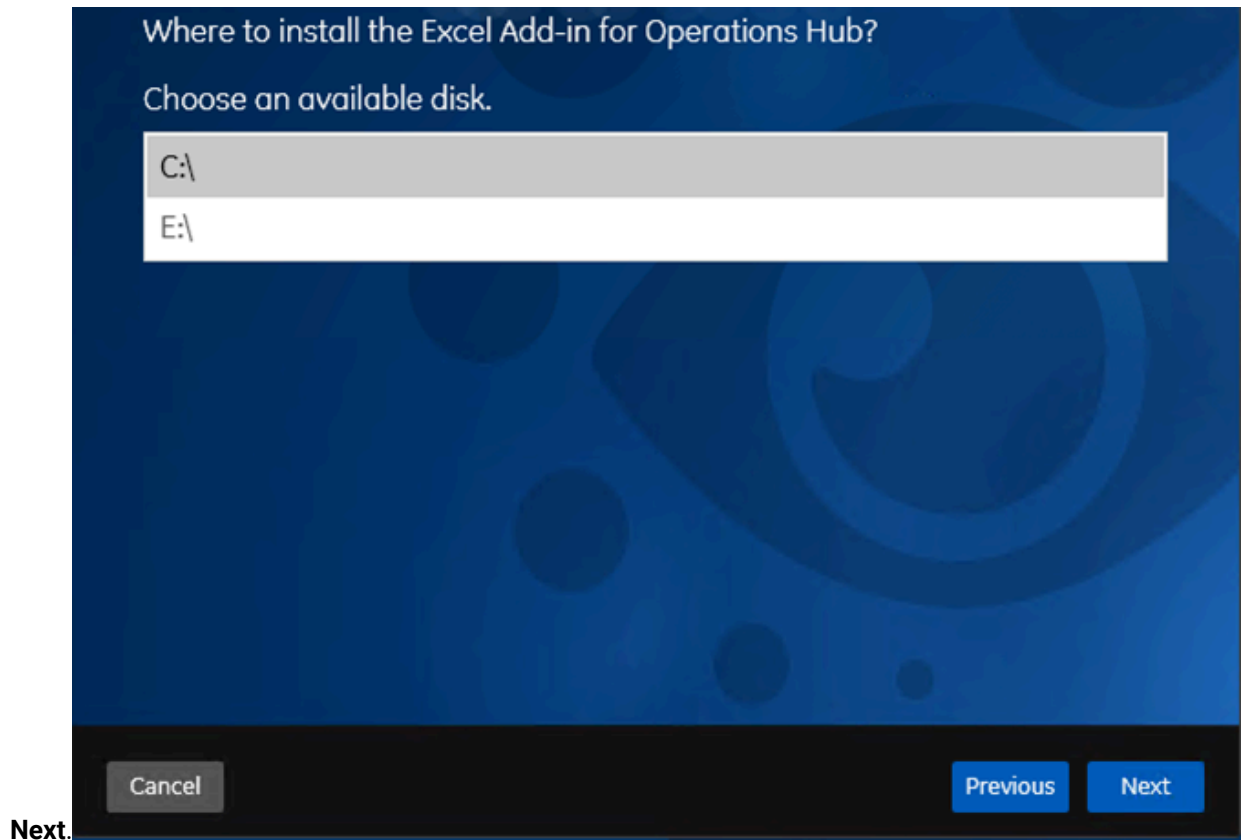 Where to install the Excel Add-in for Operations Hub?
Choose an available disk.
C:\
E:\
Cancel
Previous
Next
Next.